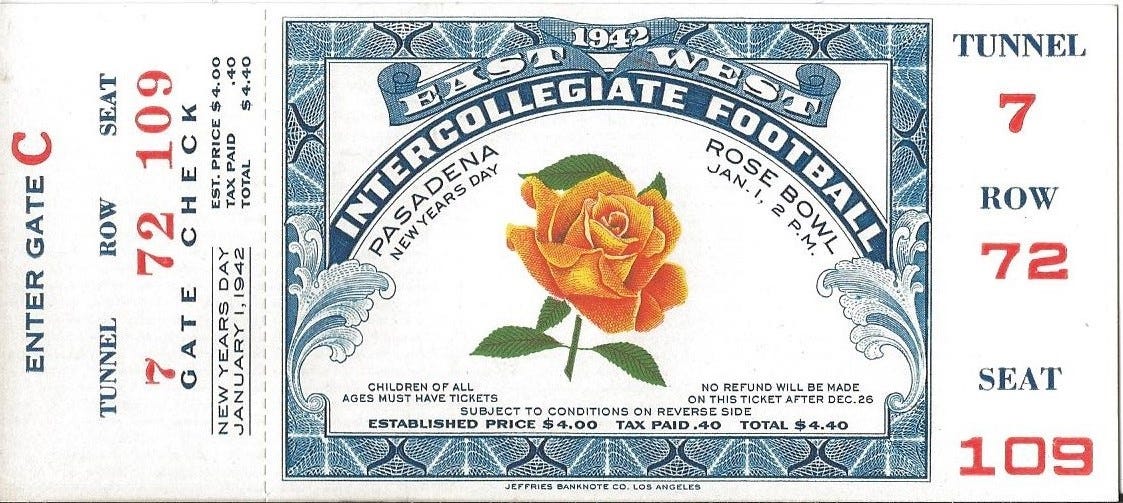 ENTER GATE C
TUNNEL ROW SEAT
7 72 109
GATE CHECK
EST. PRICE $4.00
TAX PAID .40
TOTAL $4.40
NEW YEARS DAY
JANUARY 1, 1942
1942
EAST WEST
INTERCOLLEGIATE FOOTBALL
PASADENA
NEW YEARS DAY
ROSE BOWL
JAN. 1, 2 P.M.
CHILDREN OF ALL
AGES MUST HAVE TICKETS
NO REFUND WILL BE MADE
ON THIS TICKET AFTER DEC. 26
SUBJECT TO CONDITIONS ON REVERSE SIDE
ESTABLISHED PRICE $4.00 TAX PAID .40 TOTAL $4.40
JEFFRIES BANKNOTE CO. LOS ANGELES
TUNNEL
7
ROW
72
SEAT
109